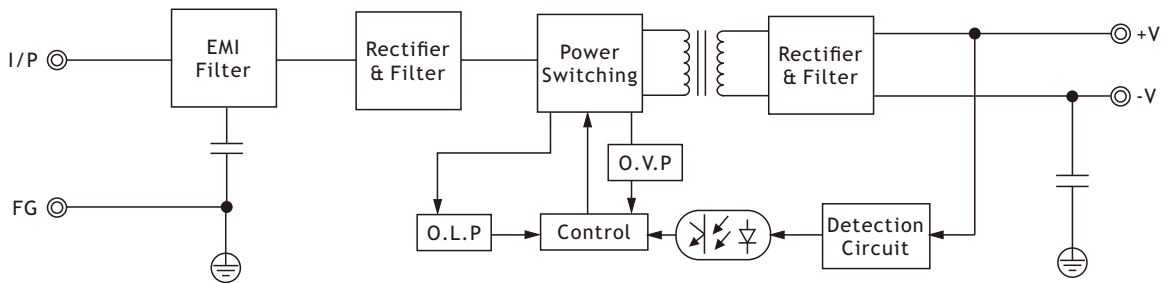 I/P
EMI
Filter
Rectifier
& Filter
Power
Switching
Rectifier
& Filter
+V
-V
O.V.P
FG
O.L.P
Control
Detection
Circuit